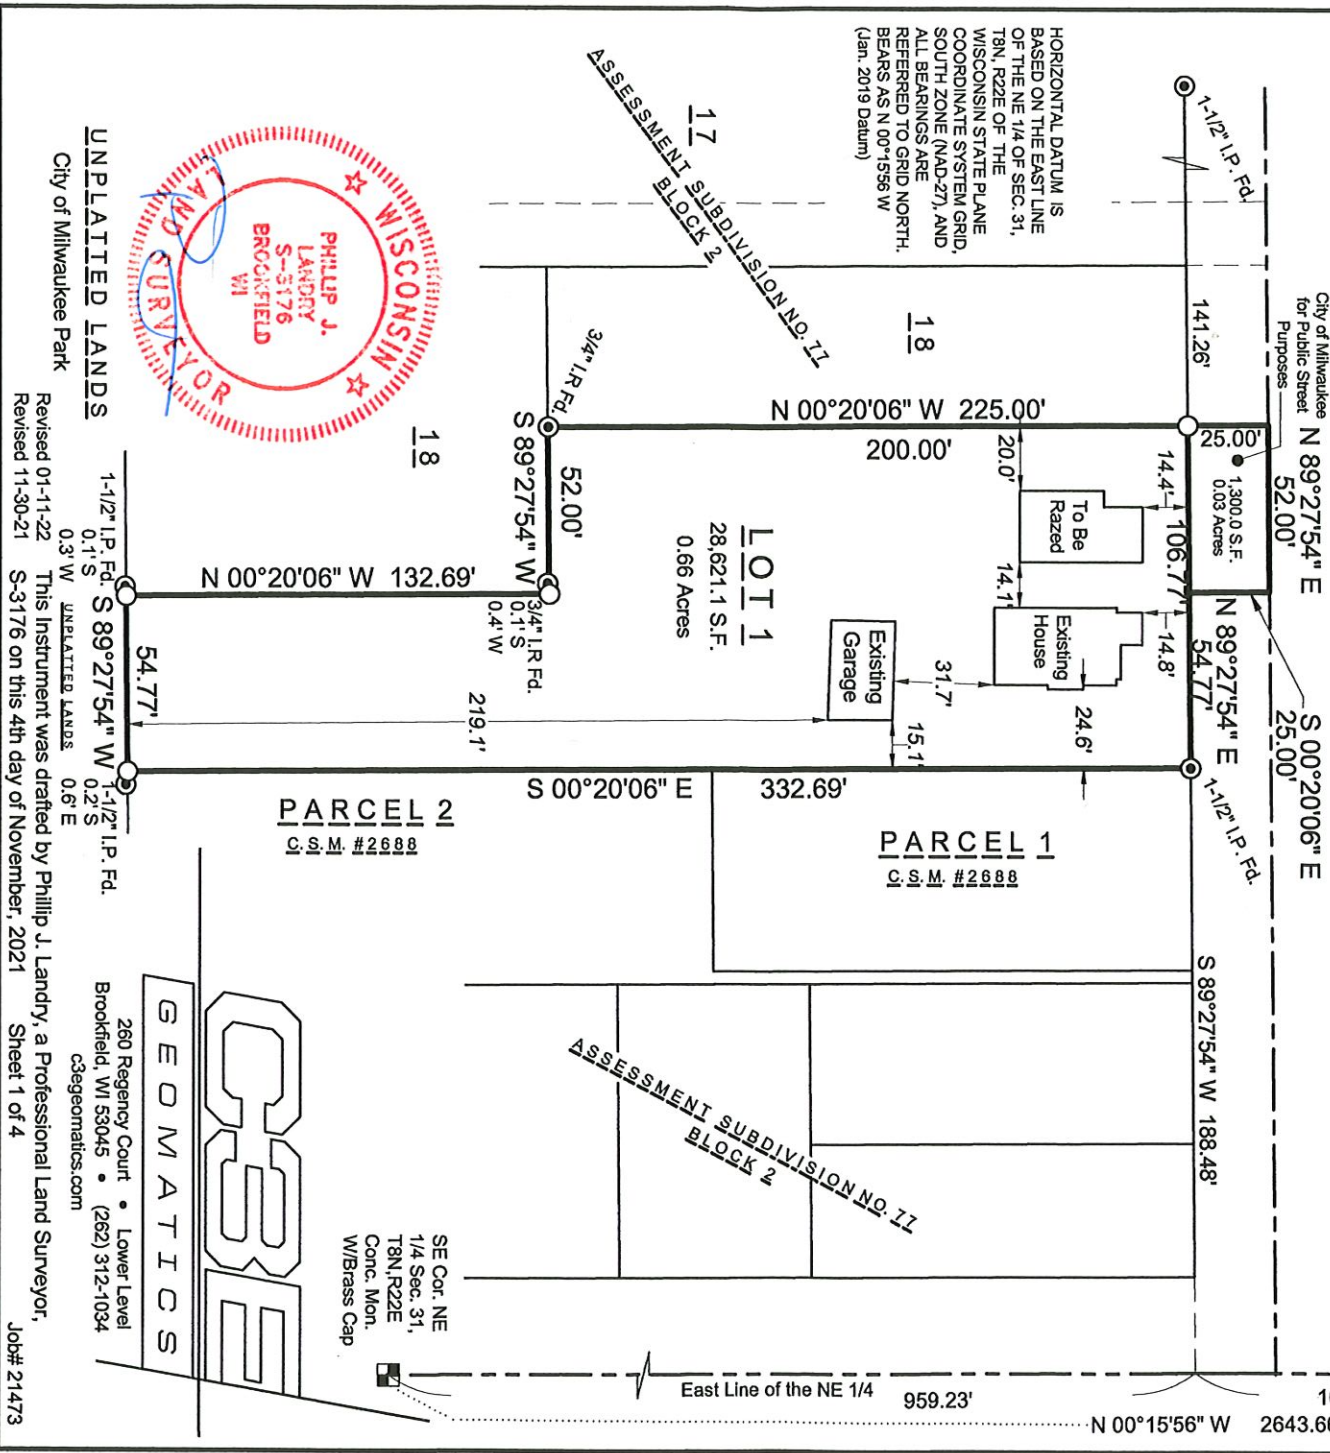 HORIZONTAL DATUM IS
BASED ON THE EAST LINE
OF THE NE 1/4 OF SEC. 31,
T8N, R22E OF THE
WISCONSIN STATE PLANE
COORDINATE SYSTEM GRID,
SOUTH ZONE (NAD-27), AND
ALL BEARINGS ARE
REFERRED TO GRID NORTH.
BEARS AS N 00°15'56 W
(Jan. 2019 Datum)
1-1/2" I.P. Fd.
141.26'
City of Milwaukee
for Public Street
Purposes
N 89°27'54" E
52.00'
25.00'
1,300.0 S.F.
0.03 Acres
S 00°20'06" E
25.00'
N 89°27'54" E
54.77'
106.77'
1-1/2" I.P. Fd.
S 89°27'54" W 188.48'
17
ASSESSMENT SUBDIVISION NO. 77
BLOCK 2
18
N 00°20'06" W 225.00'
200.00'
20.0'
14.4'
To Be
Razed
14.1'
14.8'
Existing
House
24.6'
31.7'
Existing
Garage
15.1'
LOT 1
28,621.1 S.F.
0.66 Acres
3/4" I.R Fd.
S 89°27'54" W
52.00'
3/4" I.R Fd.
0.1' S
0.4' W
219.1'
S 00°20'06" E 332.69'
PARCEL 1
C.S.M. #2688
PARCEL 2
C.S.M. #2688
18
N 00°20'06" W 132.69'
1-1/2" I.P. Fd.
0.1' S
0.3' W
S 89°27'54" W
54.77'
UNPLATTED LANDS
1-1/2" I.P. Fd.
0.2' S
0.6' E
WISCONSIN
PHILLIP J.
LANDRY
S-3176
BROOKFIELD
WI
LAND SURVEYOR
UNPLATTED LANDS
City of Milwaukee Park
ASSESSMENT SUBDIVISION NO. 77
BLOCK 2
SE Cor. NE
1/4 Sec. 31,
T8N,R22E
Conc. Mon.
W/Brass Cap
East Line of the NE 1/4
959.23'
N 00°15'56" W
C3E
GEOMATICS
260 Regency Court • Lower Level
Brookfield, WI 53045 • (262) 312-1034
c3egeomatics.com
Revised 01-11-22 This instrument was drafted by Phillip J. Landry, a Professional Land Surveyor,
Revised 11-30-21 S-3176 on this 4th day of November, 2021 Sheet 1 of 4 Job# 21473